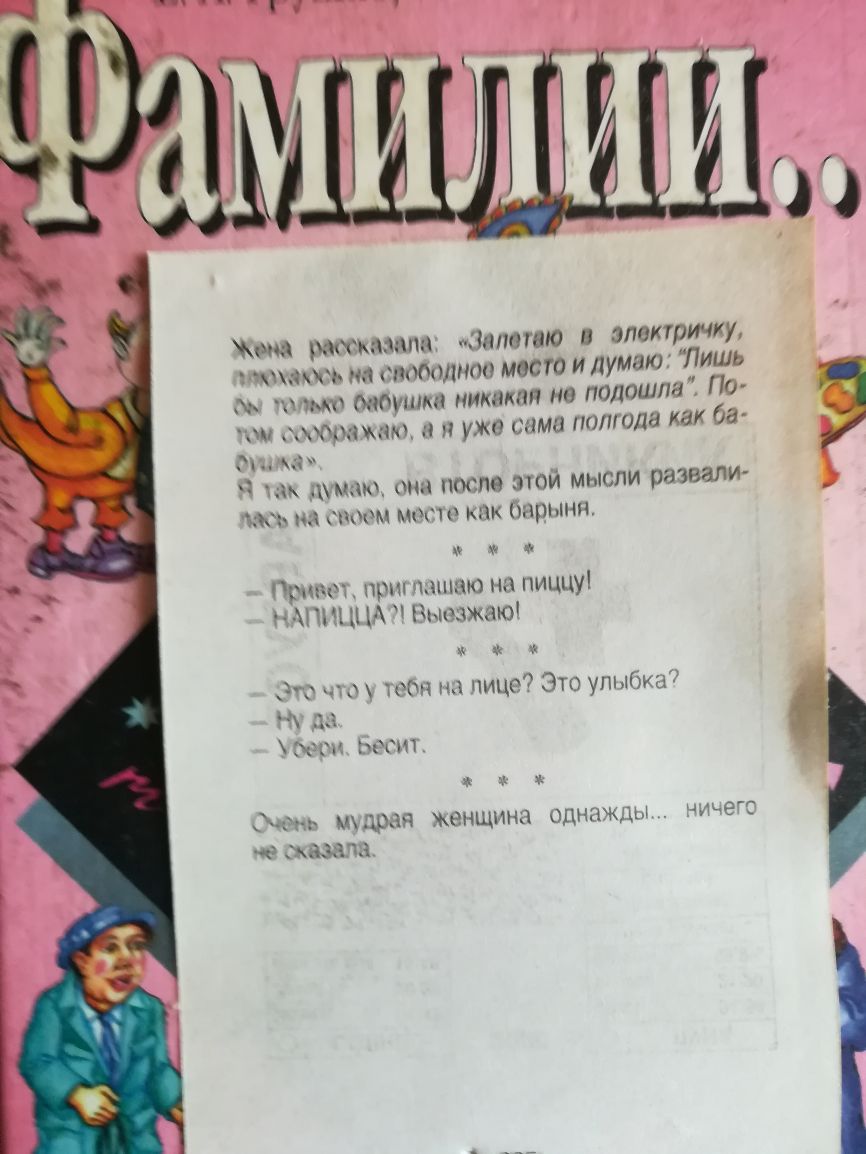 Фамилии..
Жена рассказала: «Залетаю в электричку,
плюхаюсь на свободное место и думаю: "Лишь
бы только бабушка никакая не подошла". По-
том соображаю, а я уже сама полгода как ба-
бушка».
Я так думаю, она после этой мысли развали-
лась на своем месте как барыня.
* * *
– Привет, приглашаю на пиццу!
– НАПИЦЦА?! Выезжаю!
* * *
– Это что у тебя на лице? Это улыбка?
– Ну да.
– Убери. Бесит.
* * *
Очень мудрая женщина однажды... ничего
не сказала.